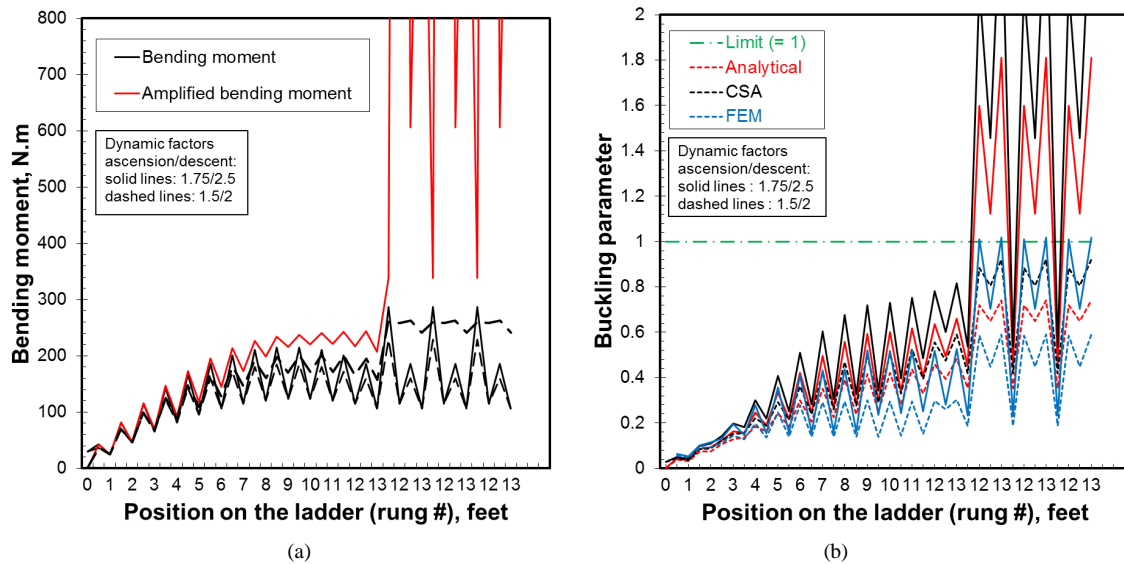 800
700
600
500
400
300
200
100
0
Bending moment, N.m
Bending moment
Amplified bending moment
Dynamic factors
ascension/descent:
solid lines: 1.75/2.5
dashed lines: 1.5/2
0 1 2 3 4 5 6 7 8 9 10 11 12 13 12 13 12 13 12 13
Position on the ladder (rung #), feet
(a)
2
1.8
1.6
1.4
1.2
1
0.8
0.6
0.4
0.2
0
Buckling parameter
Limit (= 1)
Analytical
CSA
FEM
Dynamic factors
ascension/descent:
solid lines : 1.75/2.5
dashed lines : 1.5/2
0 1 2 3 4 5 6 7 8 9 10 11 12 13 12 13 12 13 12 13
Position on the ladder (rung #), feet
(b)